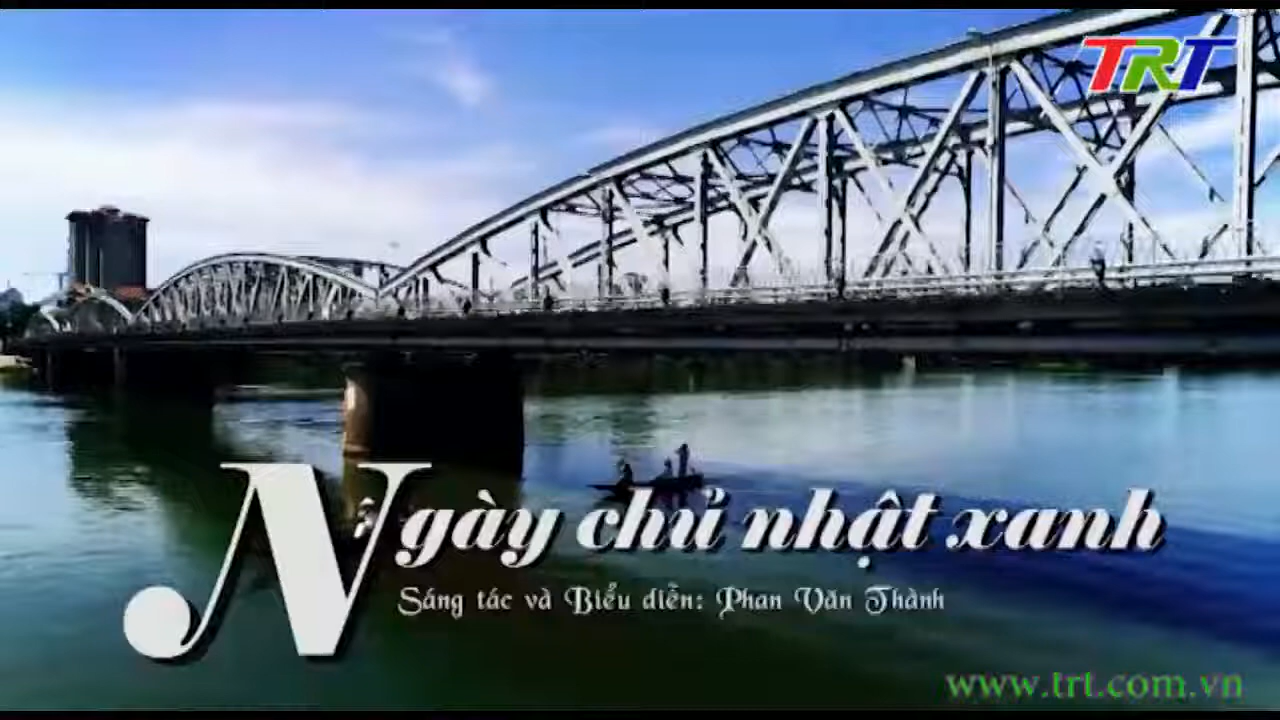 TRT
Ngày chủ nhật xanh
Sáng tác và Biểu diễn: Phan Văn Thành
www.trt.com.vn